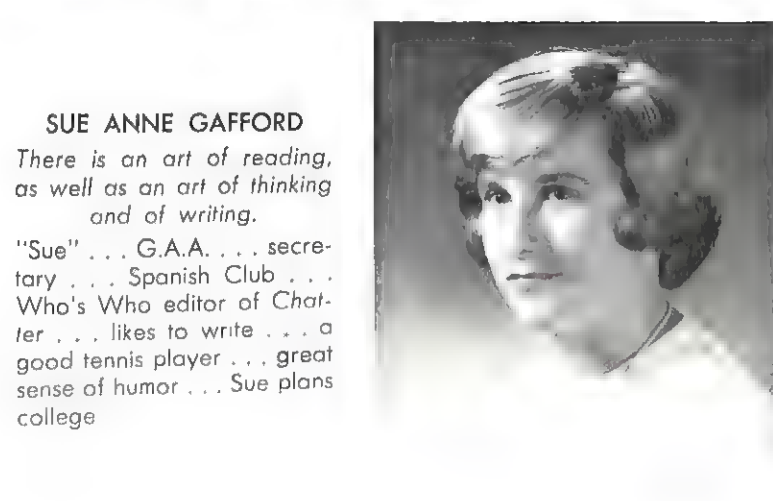 SUE ANNE GAFFORD
There is an art of reading,
as well as an art of thinking
and of writing.
"Sue" . . . G.A.A. . . . secre-
tary . . . Spanish Club . . .
Who's Who editor of Chat-
ter . . . likes to write . . . a
good tennis player . . . great
sense of humor . . . Sue plans
college